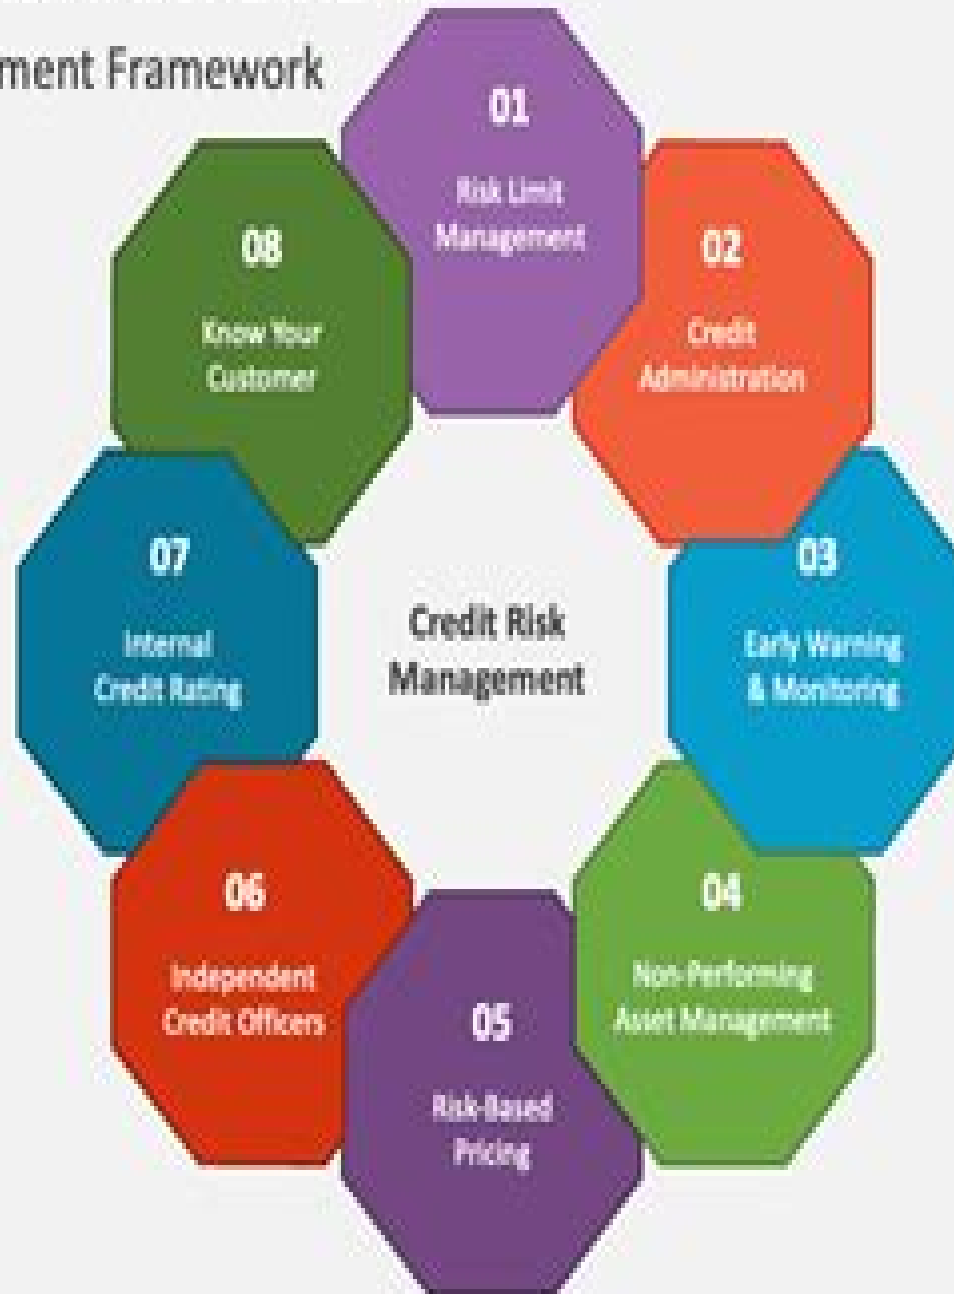 ment Framework
01
Risk Limit
Management
02
Credit
Administration
03
Early Warning
& Monitoring
04
Non-Performing
Asset Management
05
Risk-Based
Pricing
06
Independent
Credit Officers
07
Internal
Credit Rating
08
Know Your
Customer
Credit Risk
Management